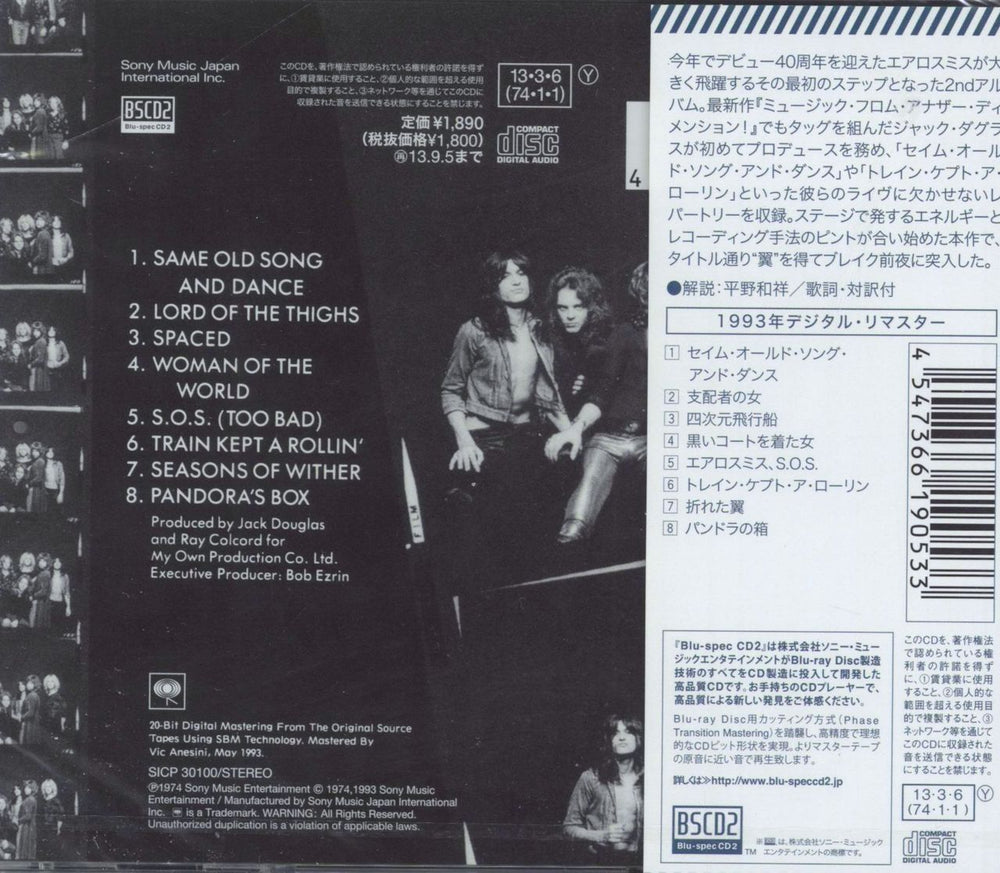 Sony Music Japan
International Inc.
BSCD2
Blu-spec CD2
このCDを、著作権法で認められている権利者の許諾を得ず
に、①賃貸業に使用すること、②個人的な範囲を超える使用
目的で複製すること、③ネットワーク等を通じてこのCDに
収録された音を送信できる状態にすることを禁じます。
定価¥1,890
(税抜価格¥1,800)
再13.9.5まで
13・3・6
(74・1・1)
Y
COMPACT
disc
DIGITAL AUDIO
4
1. SAME OLD SONG
AND DANCE
2. LORD OF THE THIGHS
3. SPACED
4. WOMAN OF THE
WORLD
5. S.O.S. (TOO BAD)
6. TRAIN KEPT A ROLLIN'
7. SEASONS OF WITHER
8. PANDORA'S BOX
Produced by Jack Douglas
and Ray Colcord for
My Own Production Co. Ltd.
Executive Producer: Bob Ezrin
FILM
20-Bit Digital Mastering From The Original Source
Tapes Using SBM Technology. Mastered By
Vic Anesini, May 1993.
SICP 30100/STEREO
℗1974 Sony Music Entertainment © 1974,1993 Sony Music
Entertainment / Manufactured by Sony Music Japan International
Inc. is a Trademark. WARNING: All Rights Reserved.
Unauthorized duplication is a violation of applicable laws.
今年でデビュー40周年を迎えたエアロスミスが大
きく飛躍するその最初のステップとなった2ndアル
バム。最新作『ミュージック・フロム・アナザー・ディ
メンション!』でもタッグを組んだジャック・ダグラ
スが初めてプロデュースを務め、「セイム・オール
ド・ソング・アンド・ダンス」や「トレイン・ケプト・ア・
ローリン」といった彼らのライヴに欠かせないレ
パートリーを収録。ステージで発するエネルギーと
レコーディング手法のピントが合い始めた本作で、
タイトル通り“翼”を得てブレイク前夜に突入した。
●解説:平野和祥/歌詞・対訳付
1993年デジタル・リマスター
1 セイム・オールド・ソング・
アンド・ダンス
2 支配者の女
3 四次元飛行船
4 黒いコートを着た女
5 エアロスミス、S.O.S.
6 トレイン・ケプト・ア・ローリン
7 折れた翼
8 パンドラの箱
4 547366 190533
『Blu-spec CD2』は株式会社ソニー・ミュー
ジックエンタテインメントがBlu-ray Disc製造
技術のすべてをCD製造に投入して開発した
高品質CDです。お手持ちのCDプレーヤーで、
高品質による新しい発見をご体感ください。
Blu-ray Disc用カッティング方式(Phase
Transition Mastering)を踏襲し、高精度で理想
的なCDピット形状を実現。よりマスターテープ
の原音に近い音で再生致します。
詳しくは≫http://www.blu-speccd2.jp
BSCD2
Blu-spec CD2
TM
※ は、株式会社ソニー・ミュージック
エンタテインメントの商標です。
このCDを、著作権法
で認められている権
利者の許諾を得ず
に、①賃貸業に使用
すること、②個人的な
範囲を超える使用目
的で複製すること、③
ネットワーク等を通じて
このCDに収録された
音を送信できる状態
にすることを禁じます。
13・3・6
(74・1・1)
Y
COMPACT
disc
DIGITAL AUDIO